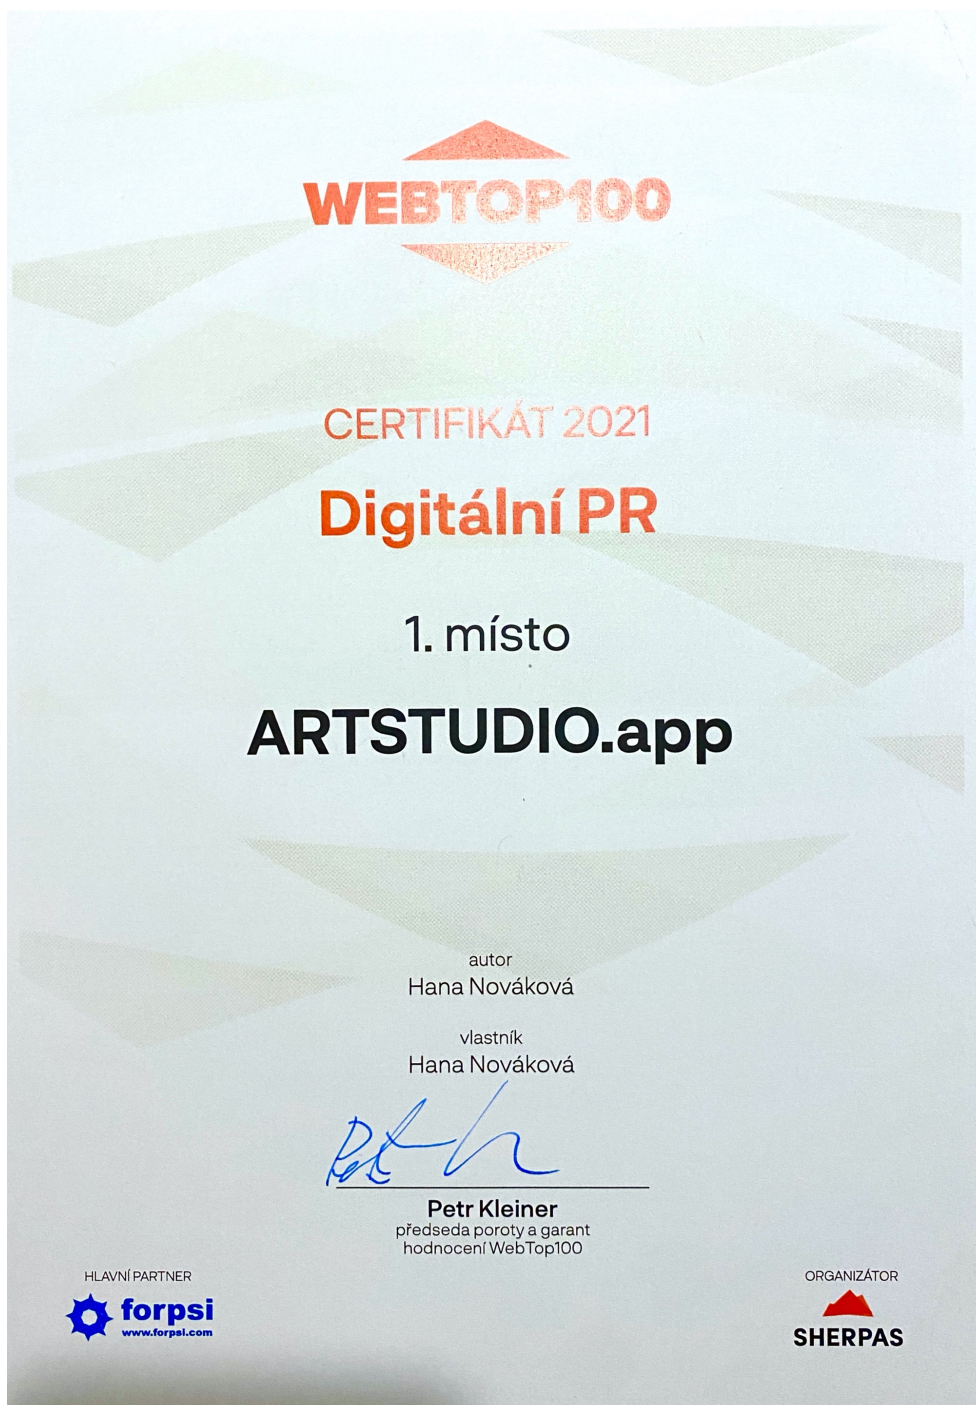 WEBTOP100
CERTIFIKÁT 2021
Digitální PR
1. místo
ARTSTUDIO.app
autor
Hana Nováková
vlastník
Hana Nováková
Petr Kleiner
předseda poroty a garant
hodnocení WebTop100
HLAVNÍ PARTNER
forpsi
www.forpsi.com
ORGANIZÁTOR
SHERPAS